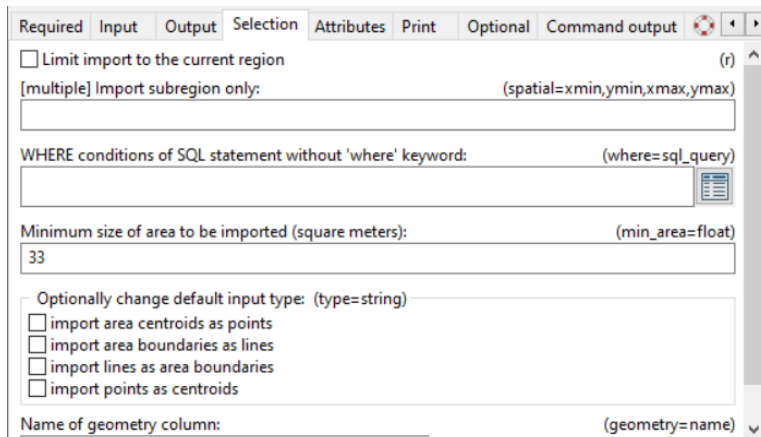 Required Input Output Selection Attributes Print Optional Command output
Limit import to the current region (r)
[multiple] Import subregion only: (spatial=xmin,ymin,xmax,ymax)
WHERE conditions of SQL statement without 'where' keyword: (where=sql_query)
Minimum size of area to be imported (square meters): (min_area=float)
33
Optionally change default input type: (type=string)
import area centroids as points
import area boundaries as lines
import lines as area boundaries
import points as centroids
Name of geometry column: (geometry=name)